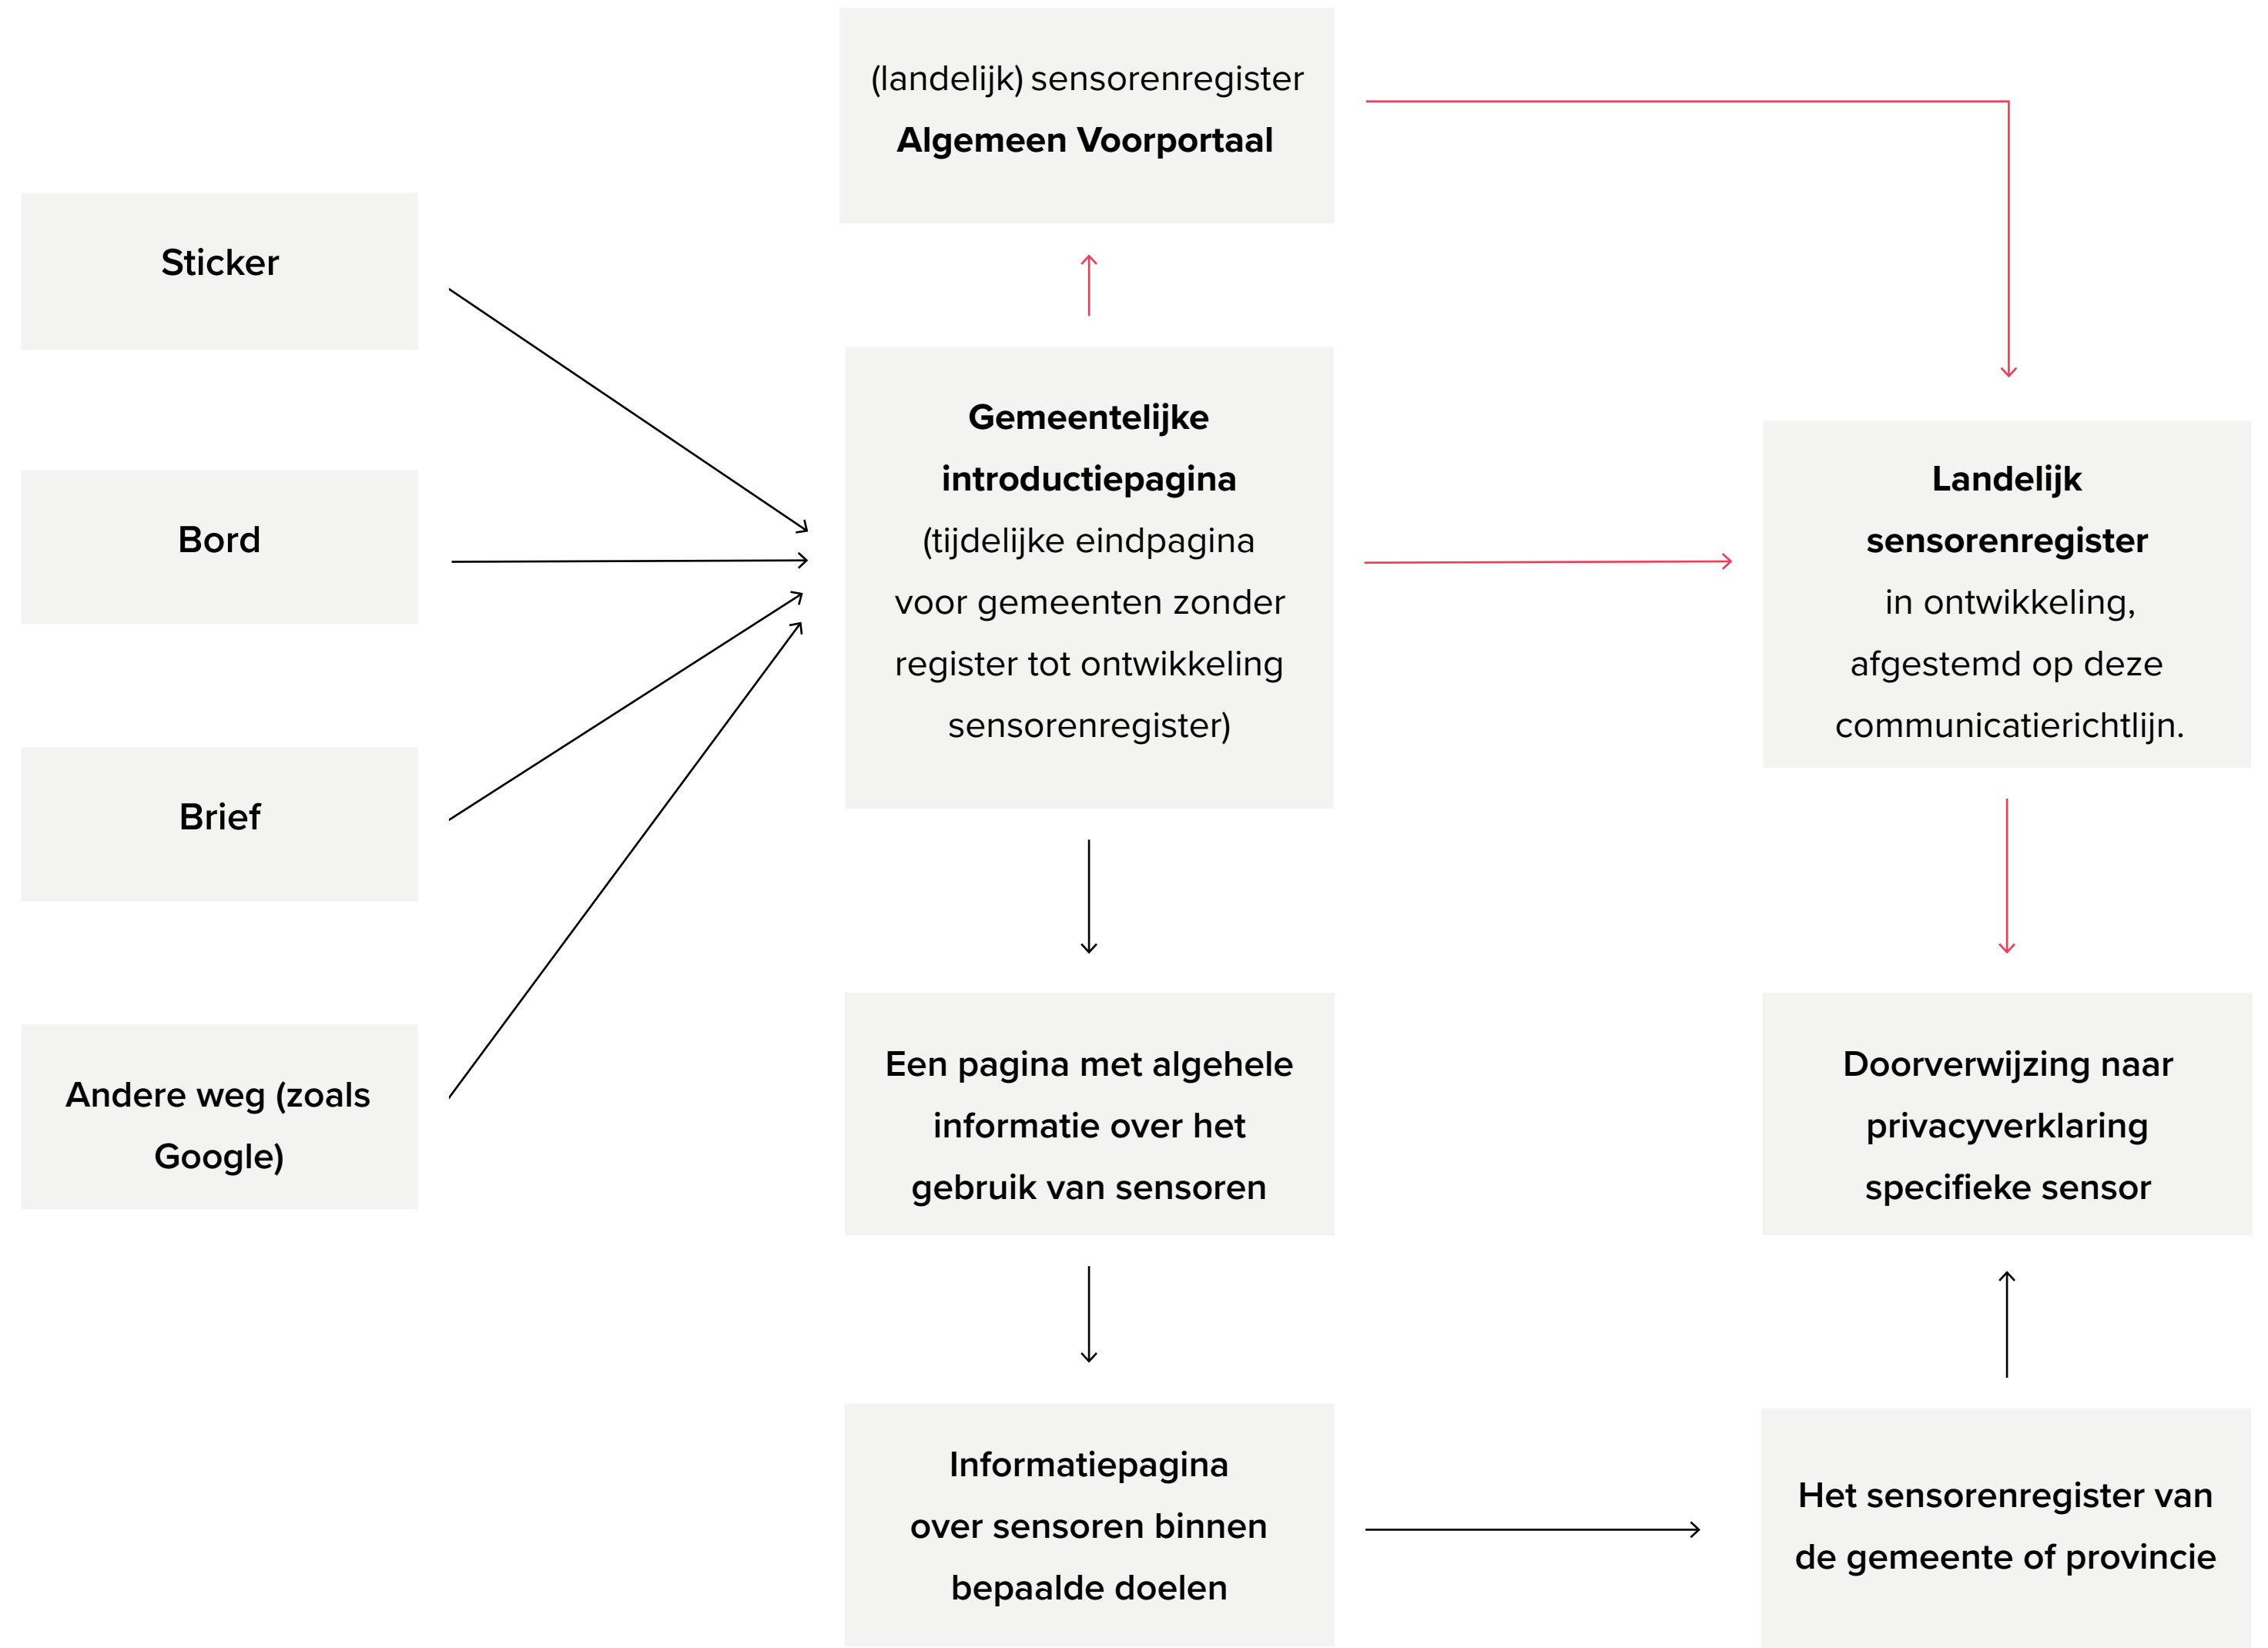 (landelijk) sensorenregister
Algemeen Voorportaal
Sticker
Bord
Brief
Andere weg (zoals
Google)
Gemeentelijke
introductiepagina
(tijdelijke eindpagina
voor gemeenten zonder
register tot ontwikkeling
sensorenregister)
Landelijk
sensorenregister
in ontwikkeling,
afgestemd op deze
communicatierichtlijn.
Een pagina met algehele
informatie over het
gebruik van sensoren
Doorverwijzing naar
privacyverklaring
specifieke sensor
Informatiepagina
over sensoren binnen
bepaalde doelen
Het sensorenregister van
de gemeente of provincie